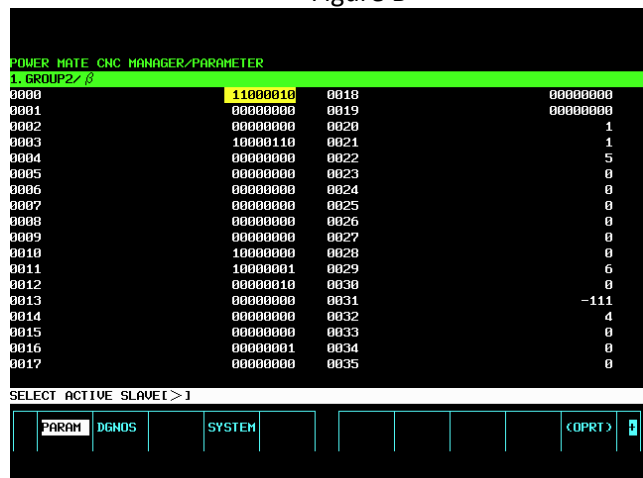 POWER MATE CNC MANAGER/PARAMETER
1.GROUP2/ β
0000 11000010 0018 00000000
0001 00000000 0019 00000000
0002 00000000 0020 1
0003 10000110 0021 1
0004 00000000 0022 5
0005 00000000 0023 0
0006 00000000 0024 0
0007 00000000 0025 0
0008 00000000 0026 0
0009 00000000 0027 0
0010 10000000 0028 0
0011 10000001 0029 6
0012 00000010 0030 0
0013 00000000 0031 -111
0014 00000000 0032 4
0015 00000000 0033 0
0016 00000001 0034 0
0017 00000000 0035 0
SELECT ACTIVE SLAVE[>]
PARAM DGNOS SYSTEM (OPRT) +